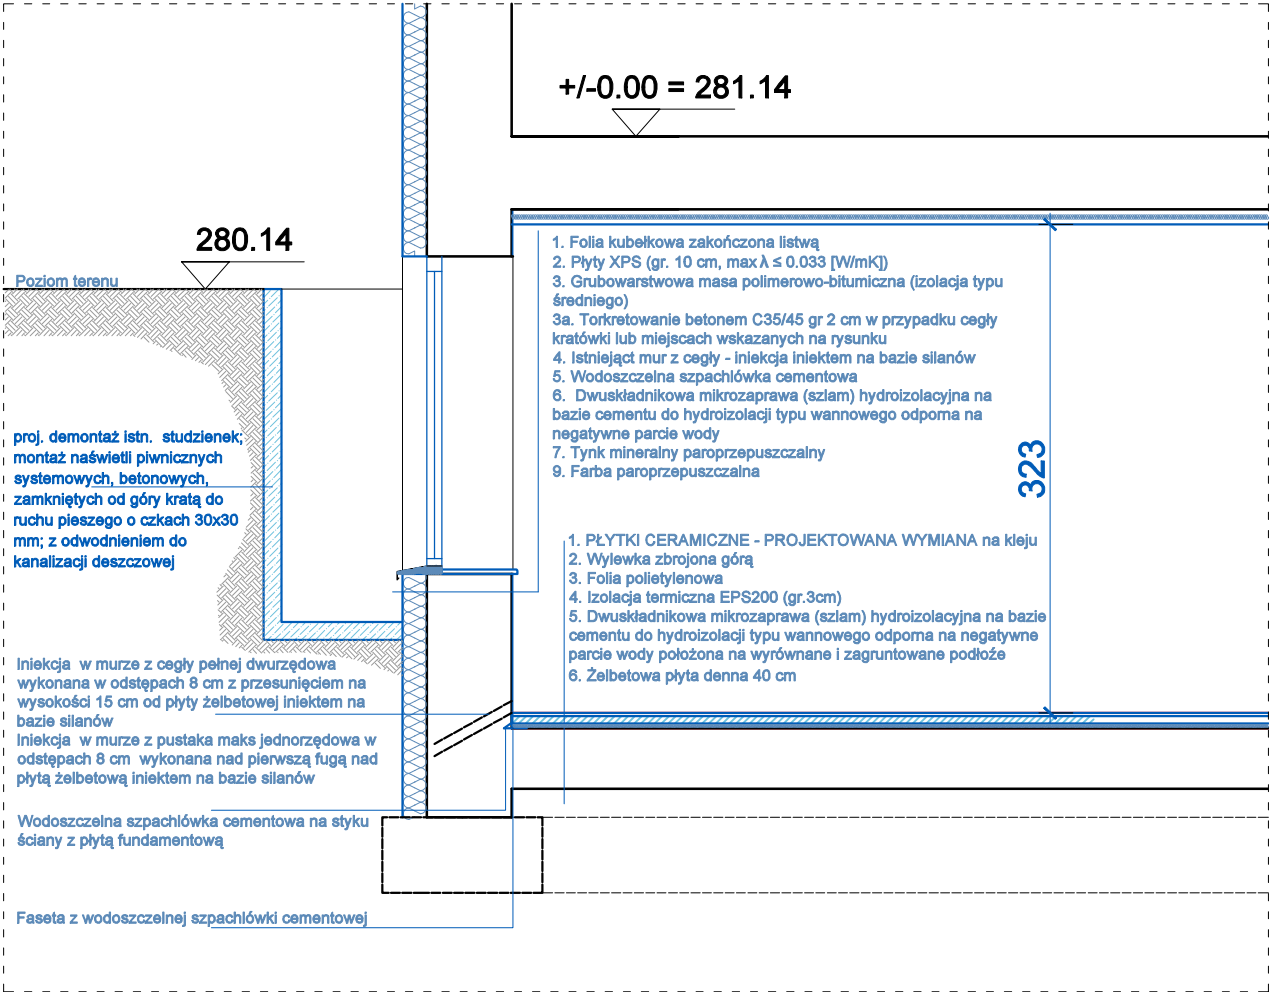 +/-0.00 = 281.14
280.14
Poziom terenu
1. Folia kubełkowa zakończona listwą
2. Płyty XPS (gr. 10 cm, max λ ≤ 0.033 [W/mK])
3. Grubowarstwowa masa polimerowo-bitumiczna (izolacja typu
średniego)
3a. Torkretowanie betonem C35/45 gr 2 cm w przypadku cegły
kratówki lub miejscach wskazanych na rysunku
4. Istniejąct mur z cegły - iniekcja iniektem na bazie silanów
5. Wodoszczelna szpachlówka cementowa
6. Dwuskładnikowa mikrozaprawa (szlam) hydroizolacyjna na
bazie cementu do hydroizolacji typu wannowego odporna na
negatywne parcie wody
7. Tynk mineralny paroprzepuszczalny
9. Farba paroprzepuszczalna
323
proj. demontaż istn. studzienek;
montaż naświetli piwnicznych
systemowych, betonowych,
zamkniętych od góry kratą do
ruchu pieszego o czkach 30x30
mm; z odwodnieniem do
kanalizacji deszczowej
1. PŁYTKI CERAMICZNE - PROJEKTOWANA WYMIANA na kleju
2. Wylewka zbrojona górą
3. Folia polietylenowa
4. Izolacja termiczna EPS200 (gr.3cm)
5. Dwuskładnikowa mikrozaprawa (szlam) hydroizolacyjna na bazie
cementu do hydroizolacji typu wannowego odporna na negatywne
parcie wody położona na wyrównane i zagruntowane podłoże
6. Żelbetowa płyta denna 40 cm
Iniekcja w murze z cegły pełnej dwurzędowa
wykonana w odstępach 8 cm z przesunięciem na
wysokości 15 cm od płyty żelbetowej iniektem na
bazie silanów
Iniekcja w murze z pustaka maks jednorzędowa w
odstępach 8 cm wykonana nad pierwszą fugą nad
płytą żelbetową iniektem na bazie silanów
Wodoszczelna szpachlówka cementowa na styku
ściany z płytą fundamentową
Faseta z wodoszczelnej szpachlówki cementowej